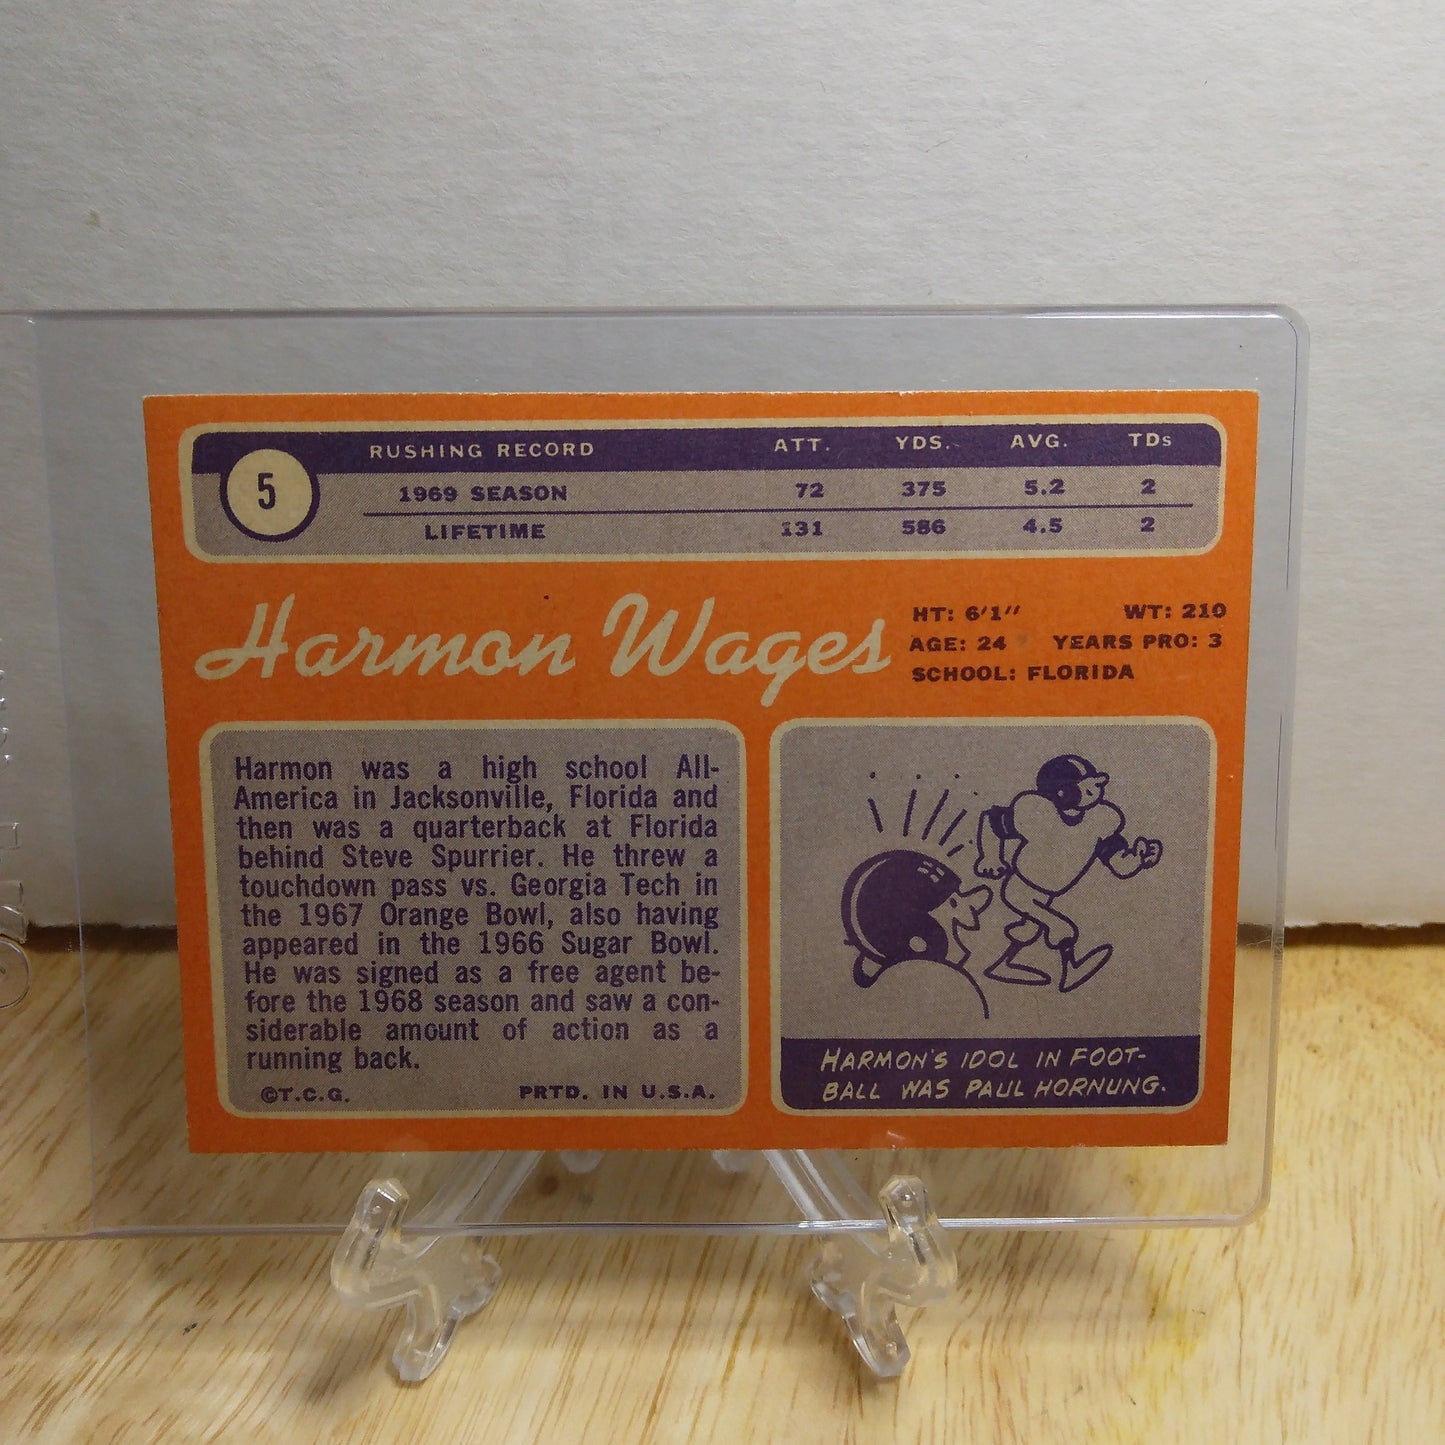 5
RUSHING RECORD ATT. YDS. AVG. TDs
1969 SEASON 72 375 5.2 2
LIFETIME 131 586 4.5 2
Harmon Wages
HT: 6'1" WT: 210
AGE: 24 YEARS PRO: 3
SCHOOL: FLORIDA
Harmon was a high school All-
America in Jacksonville, Florida and
then was a quarterback at Florida
behind Steve Spurrier. He threw a
touchdown pass vs. Georgia Tech in
the 1967 Orange Bowl, also having
appeared in the 1966 Sugar Bowl.
He was signed as a free agent be-
fore the 1968 season and saw a con-
siderable amount of action as a
running back.
©T.C.G. PRTD. IN U.S.A.
HARMON'S IDOL IN FOOT-
BALL WAS PAUL HORNUNG.